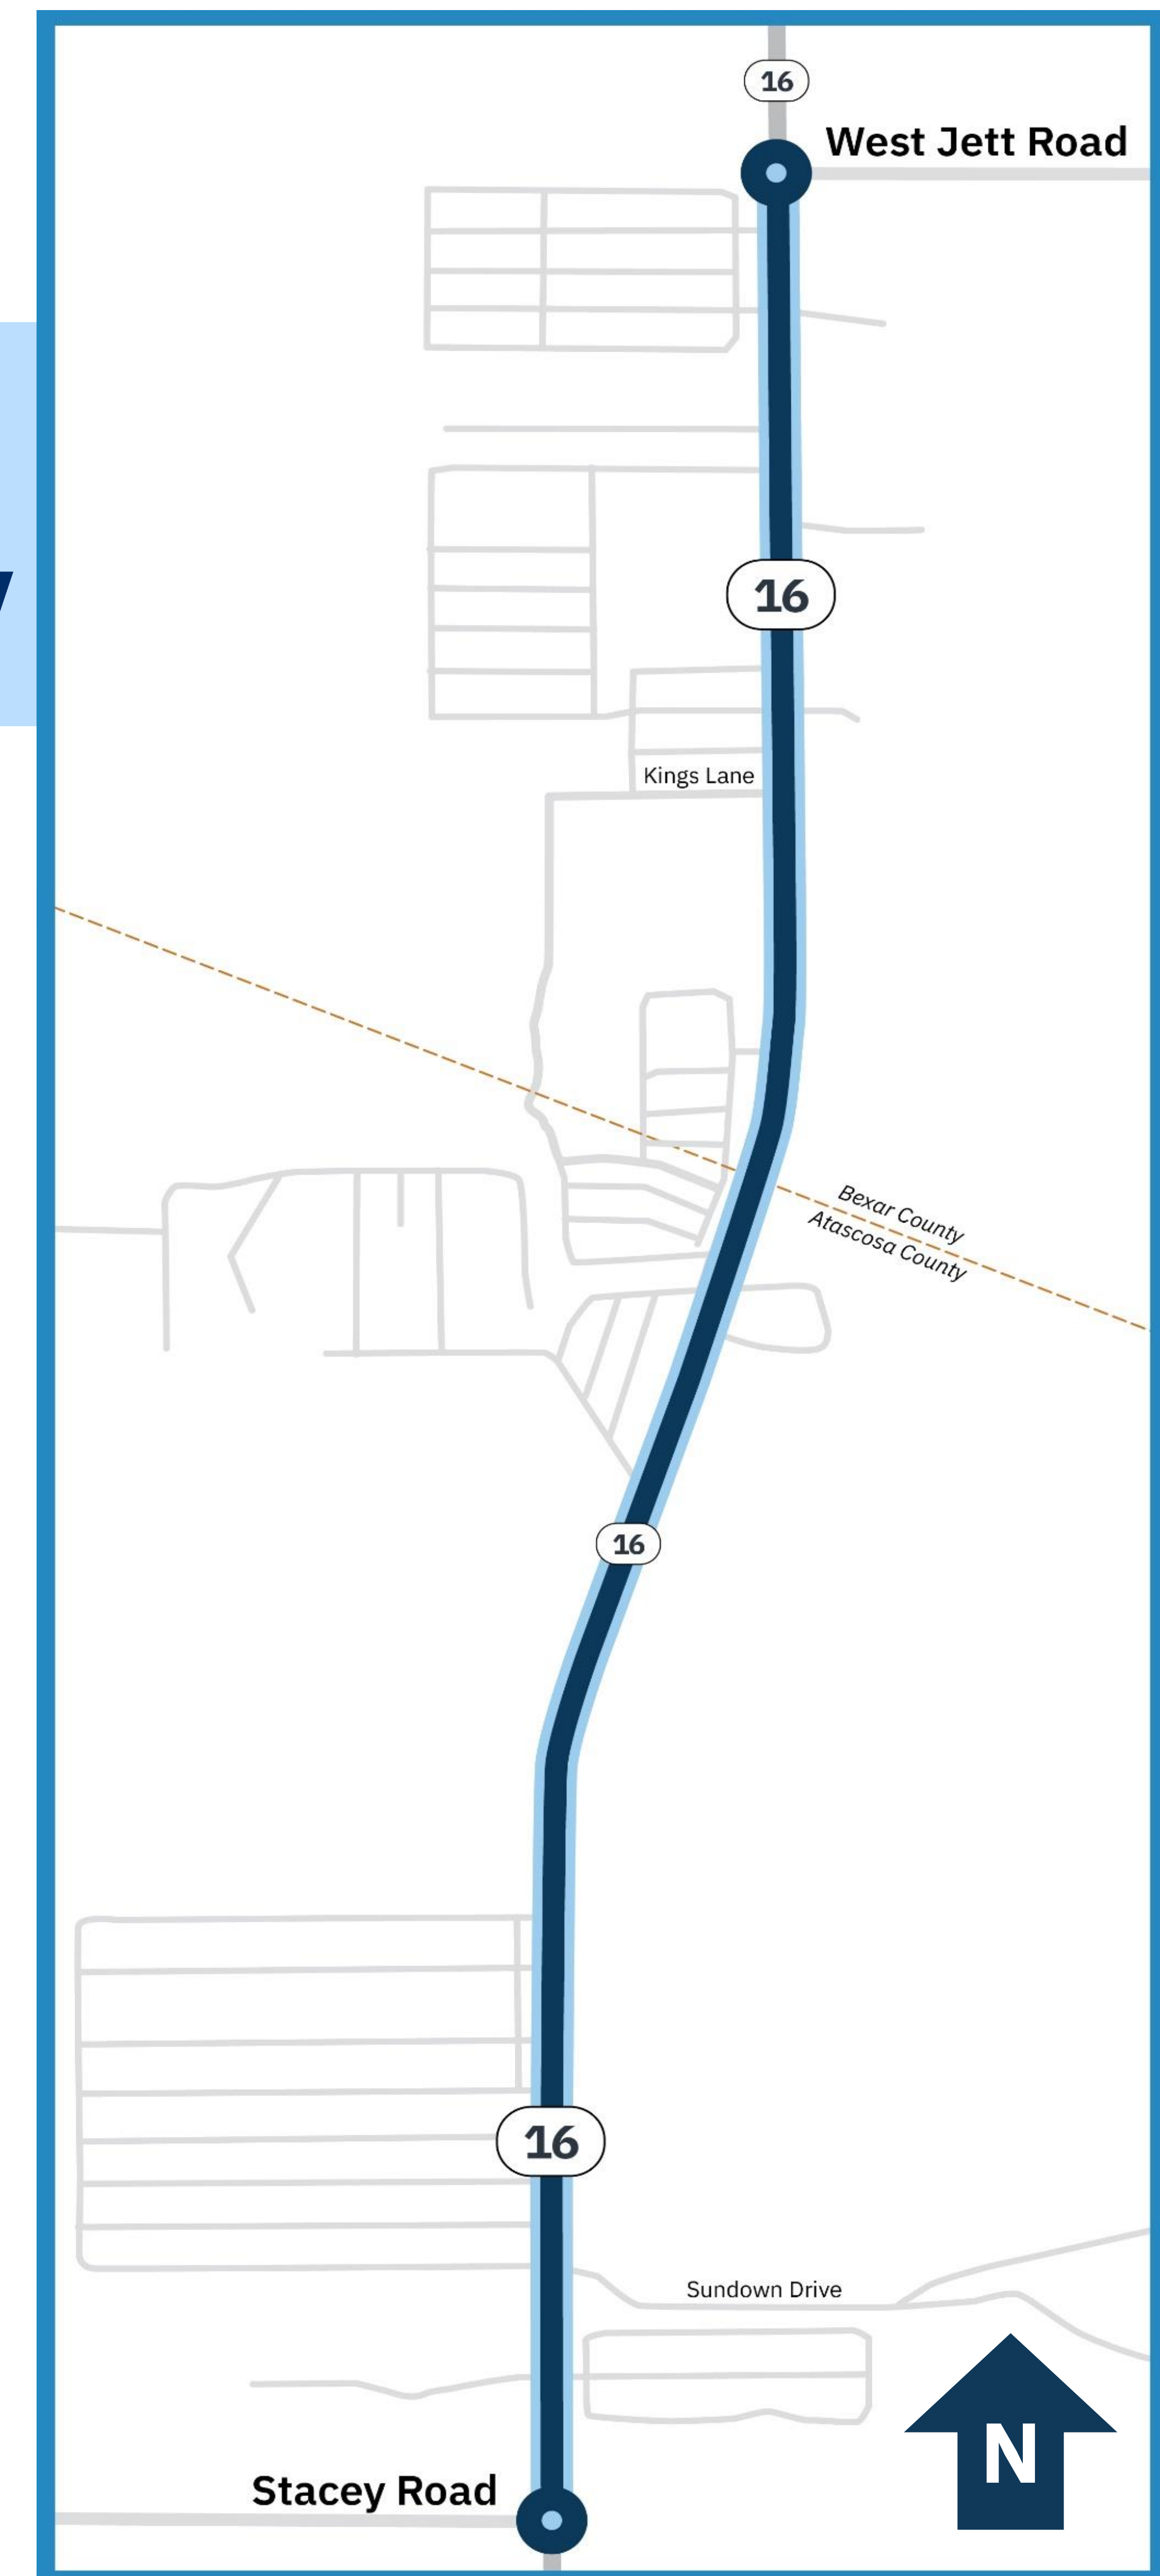 16
West Jett Road
16
Kings Lane
Bexar County
Atascosa County
16
16
Sundown Drive
Stacey Road
N